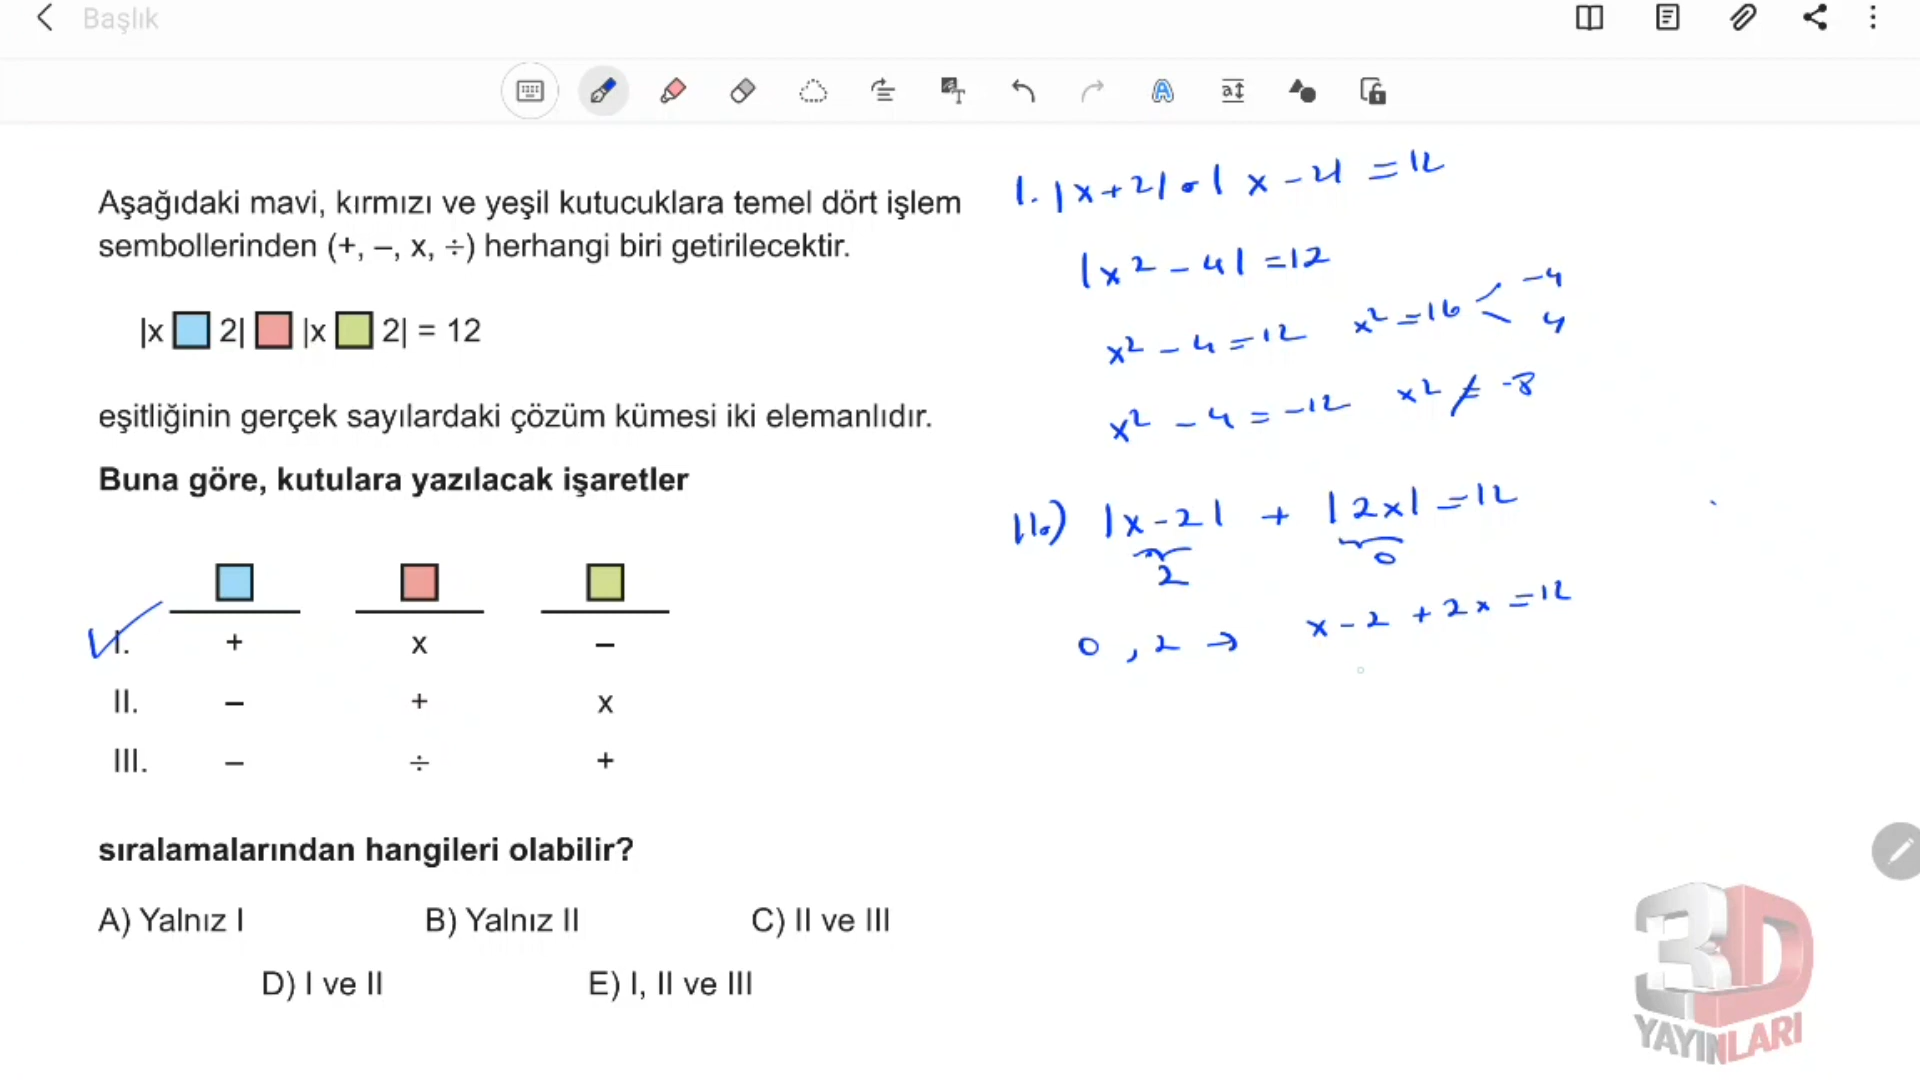 Başlık
Aşağıdaki mavi, kırmızı ve yeşil kutucuklara temel dört işlem
sembollerinden (+, –, x, ÷) herhangi biri getirilecektir.
|x 2| |x 2| = 12
eşitliğinin gerçek sayılardaki çözüm kümesi iki elemanlıdır.
Buna göre, kutulara yazılacak işaretler
I. + x –
II. – + x
III. – ÷ +
sıralamalarından hangileri olabilir?
A) Yalnız I B) Yalnız II C) II ve III
D) I ve II E) I, II ve III
I. |x+2| . |x-2| = 12
|x² - 4| = 12
x² - 4 = 12 x² = 16 -4 4
x² - 4 = -12 x² ≠ -8
II.) |x-2| + |2x| = 12
2 0
0, 2 → x - 2 + 2x = 12
3D
YAYINLARI